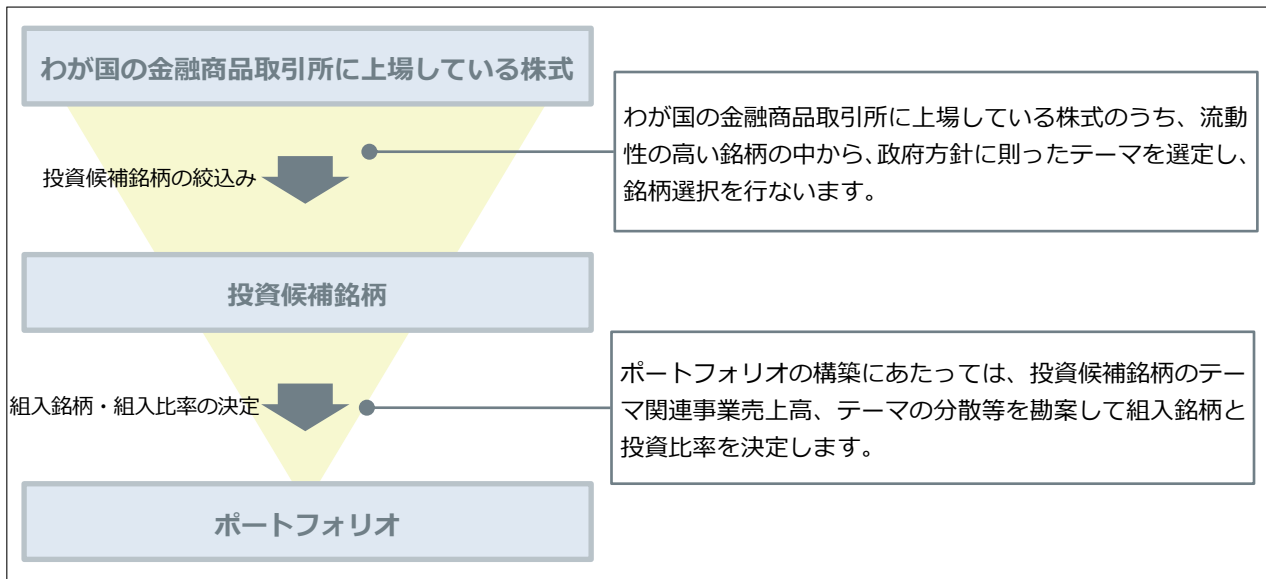 わが国の金融商品取引所に上場している株式
わが国の金融商品取引所に上場している株式のうち、流動
性の高い銘柄の中から、政府方針に則ったテーマを選定し、
銘柄選択を行ないます。
投資候補銘柄の絞込み
投資候補銘柄
ポートフォリオの構築にあたっては、投資候補銘柄のテー
マ関連事業売上高、テーマの分散等を勘案して組入銘柄と
投資比率を決定します。
組入銘柄・組入比率の決定
ポートフォリオ